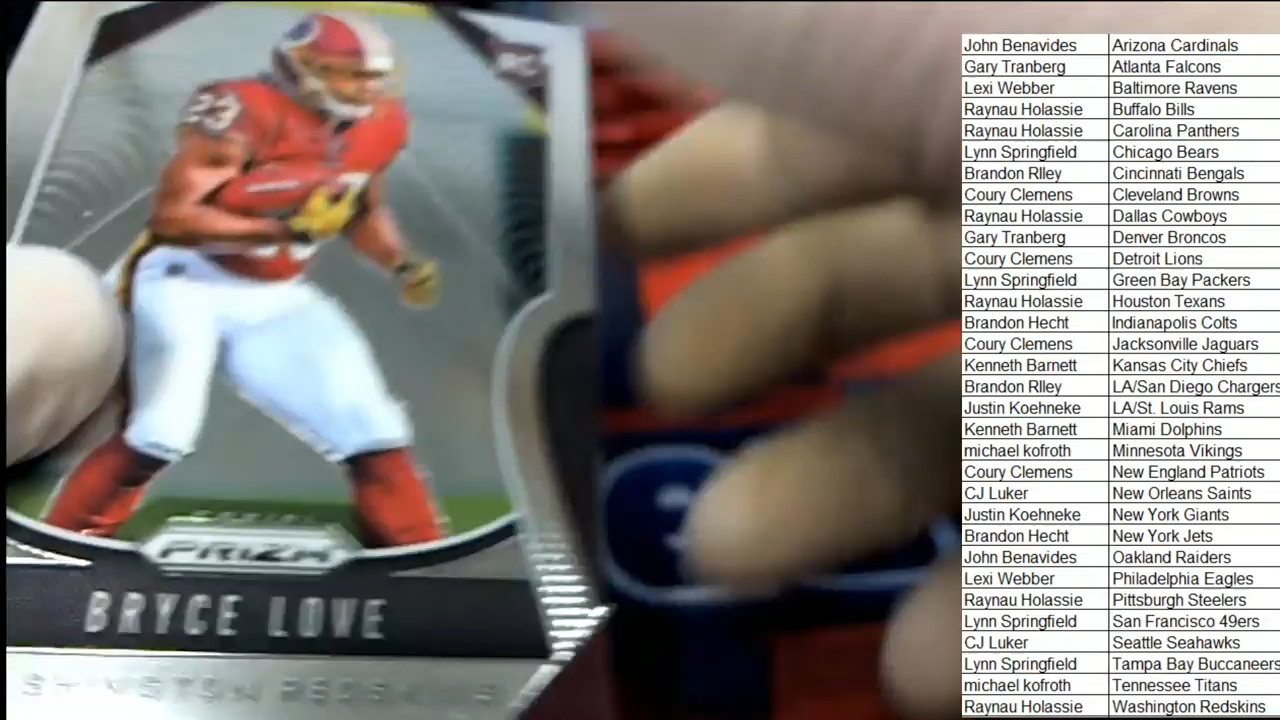 RC
23
PRIZM
BRYCE LOVE
John Benavides Arizona Cardinals
Gary Tranberg Atlanta Falcons
Lexi Webber Baltimore Ravens
Raynau Holassie Buffalo Bills
Raynau Holassie Carolina Panthers
Lynn Springfield Chicago Bears
Brandon RIley Cincinnati Bengals
Coury Clemens Cleveland Browns
Raynau Holassie Dallas Cowboys
Gary Tranberg Denver Broncos
Coury Clemens Detroit Lions
Lynn Springfield Green Bay Packers
Raynau Holassie Houston Texans
Brandon Hecht Indianapolis Colts
Coury Clemens Jacksonville Jaguars
Kenneth Barnett Kansas City Chiefs
Brandon RIley LA/San Diego Chargers
Justin Koehneke LA/St. Louis Rams
Kenneth Barnett Miami Dolphins
michael kofroth Minnesota Vikings
Coury Clemens New England Patriots
CJ Luker New Orleans Saints
Justin Koehneke New York Giants
Brandon Hecht New York Jets
John Benavides Oakland Raiders
Lexi Webber Philadelphia Eagles
Raynau Holassie Pittsburgh Steelers
Lynn Springfield San Francisco 49ers
CJ Luker Seattle Seahawks
Lynn Springfield Tampa Bay Buccaneers
michael kofroth Tennessee Titans
Raynau Holassie Washington Redskins